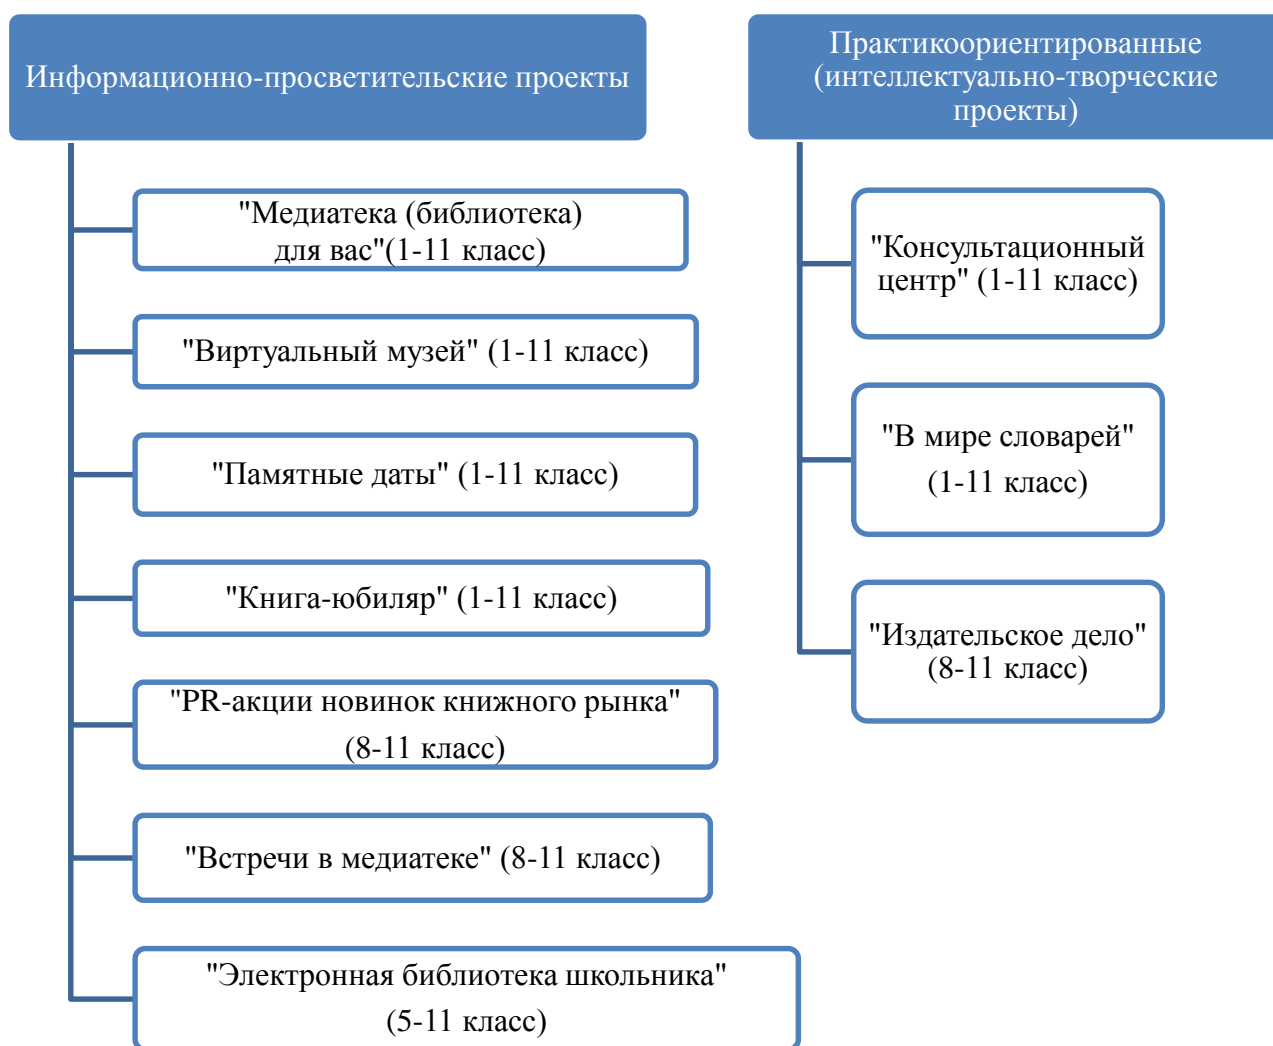 Информационно-просветительские проекты
"Медиатека (библиотека)
для вас"(1-11 класс)
"Виртуальный музей" (1-11 класс)
"Памятные даты" (1-11 класс)
"Книга-юбиляр" (1-11 класс)
"PR-акции новинок книжного рынка"
(8-11 класс)
"Встречи в медиатеке" (8-11 класс)
"Электронная библиотека школьника"
(5-11 класс)
Практикоориентированные
(интеллектуально-творческие
проекты)
"Консультационный
центр" (1-11 класс)
"В мире словарей"
(1-11 класс)
"Издательское дело"
(8-11 класс)